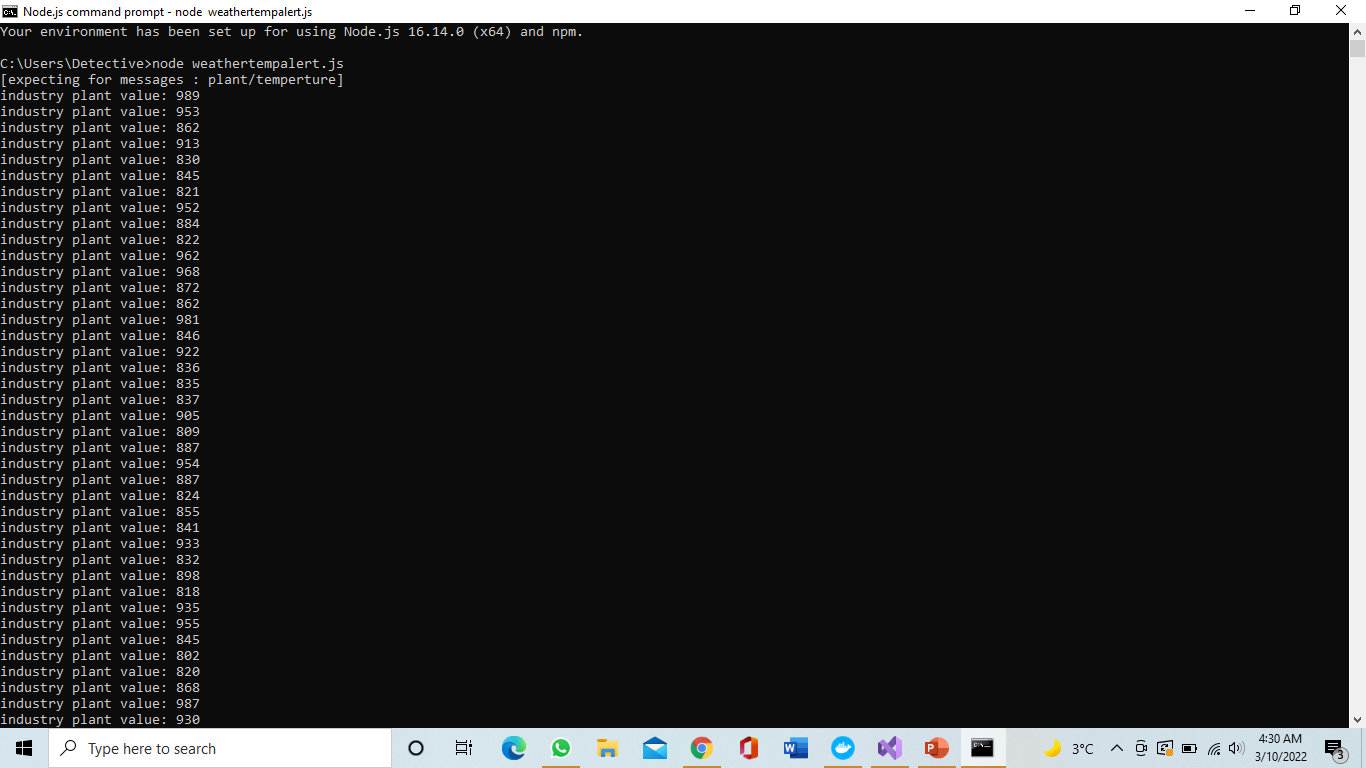 Node.js command prompt - node weathertempalert.js
Your environment has been set up for using Node.js 16.14.0 (x64) and npm.
C:\Users\Detective>node weathertempalert.js
[expecting for messages : plant/temperture]
industry plant value: 989
industry plant value: 953
industry plant value: 862
industry plant value: 913
industry plant value: 830
industry plant value: 845
industry plant value: 821
industry plant value: 952
industry plant value: 884
industry plant value: 822
industry plant value: 962
industry plant value: 968
industry plant value: 872
industry plant value: 862
industry plant value: 981
industry plant value: 846
industry plant value: 922
industry plant value: 836
industry plant value: 835
industry plant value: 837
industry plant value: 905
industry plant value: 809
industry plant value: 887
industry plant value: 954
industry plant value: 887
industry plant value: 824
industry plant value: 855
industry plant value: 841
industry plant value: 933
industry plant value: 832
industry plant value: 898
industry plant value: 818
industry plant value: 935
industry plant value: 955
industry plant value: 845
industry plant value: 802
industry plant value: 820
industry plant value: 868
industry plant value: 987
industry plant value: 930
Type here to search
3°C
4:30 AM
3/10/2022
3